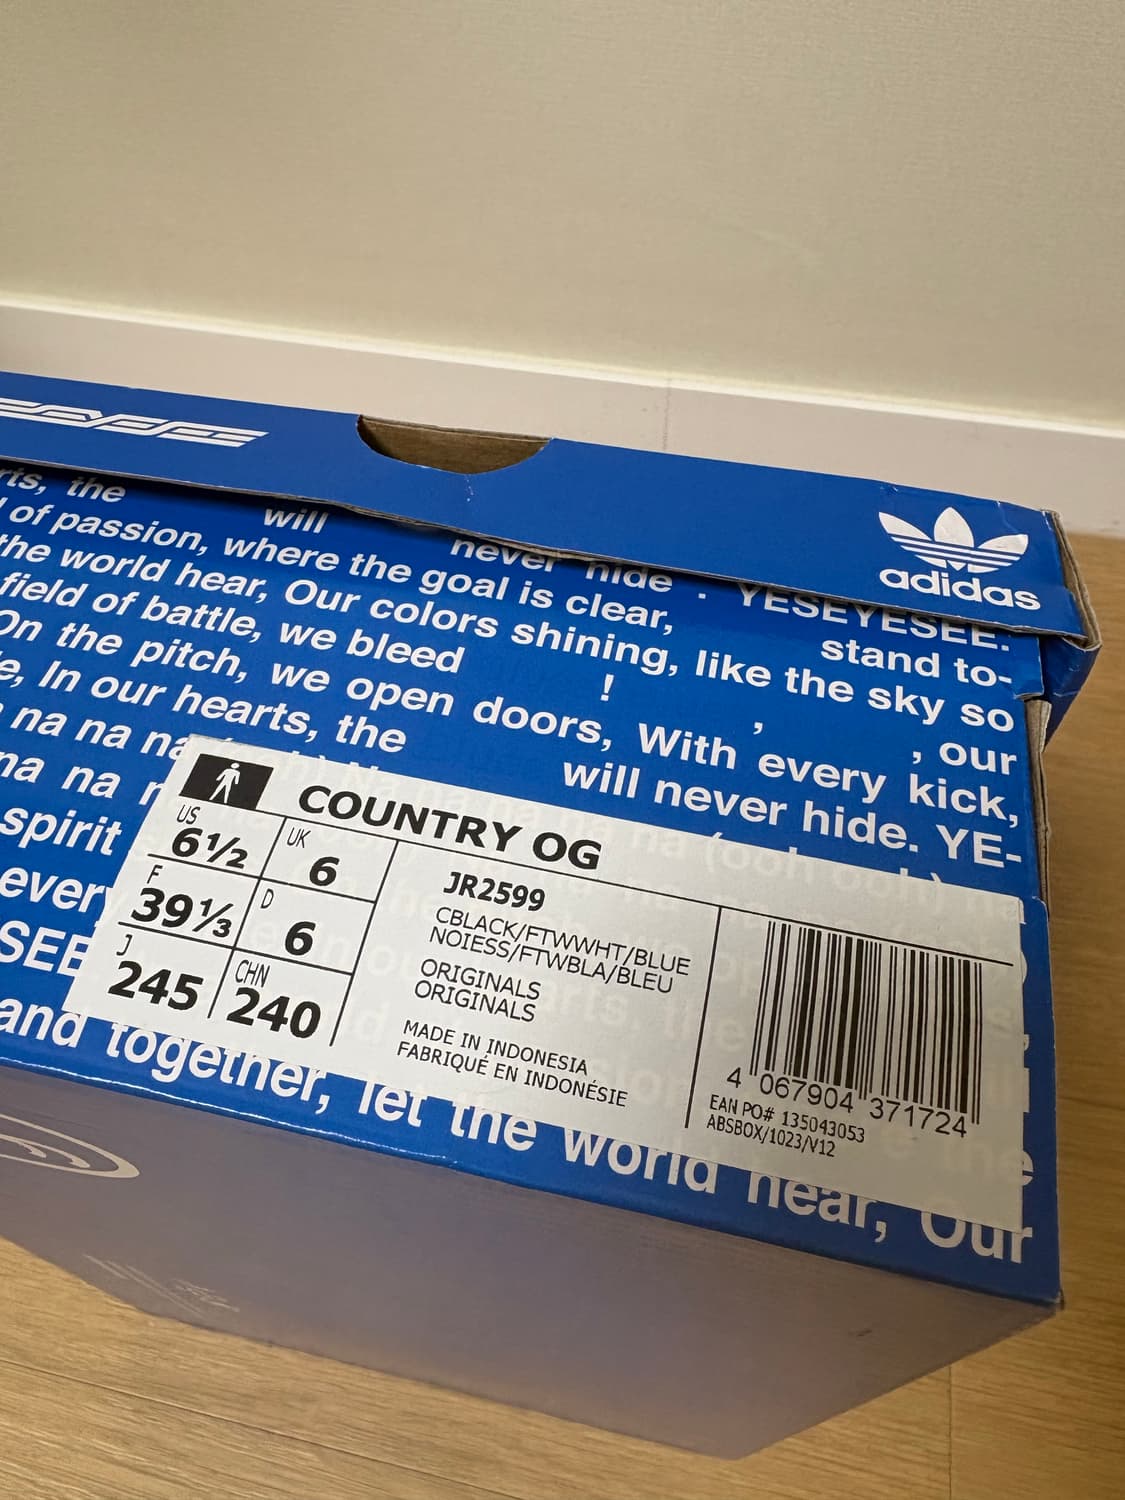 adidas
rts, the will never hide . YESEYESEE.
of passion, where the goal is clear, stand to-
the world hear, Our colors shining, like the sky so
field of battle, we bleed ! , , our
On the pitch, we open doors, With every kick,
e, In our hearts, the will never hide. YE-
na na na
na na
spirit
every
SEE
and together, let the world hear, Our
COUNTRY OG
US 6½ UK 6
F 39⅓ D 6
J 245 CHN 240
JR2599
CBLACK/FTWWHT/BLUE
NOIESS/FTWBLA/BLEU
ORIGINALS
ORIGINALS
MADE IN INDONESIA
FABRIQUÉ EN INDONÉSIE
4 067904 371724
EAN PO# 135043053
ABSBOX/1023/V12